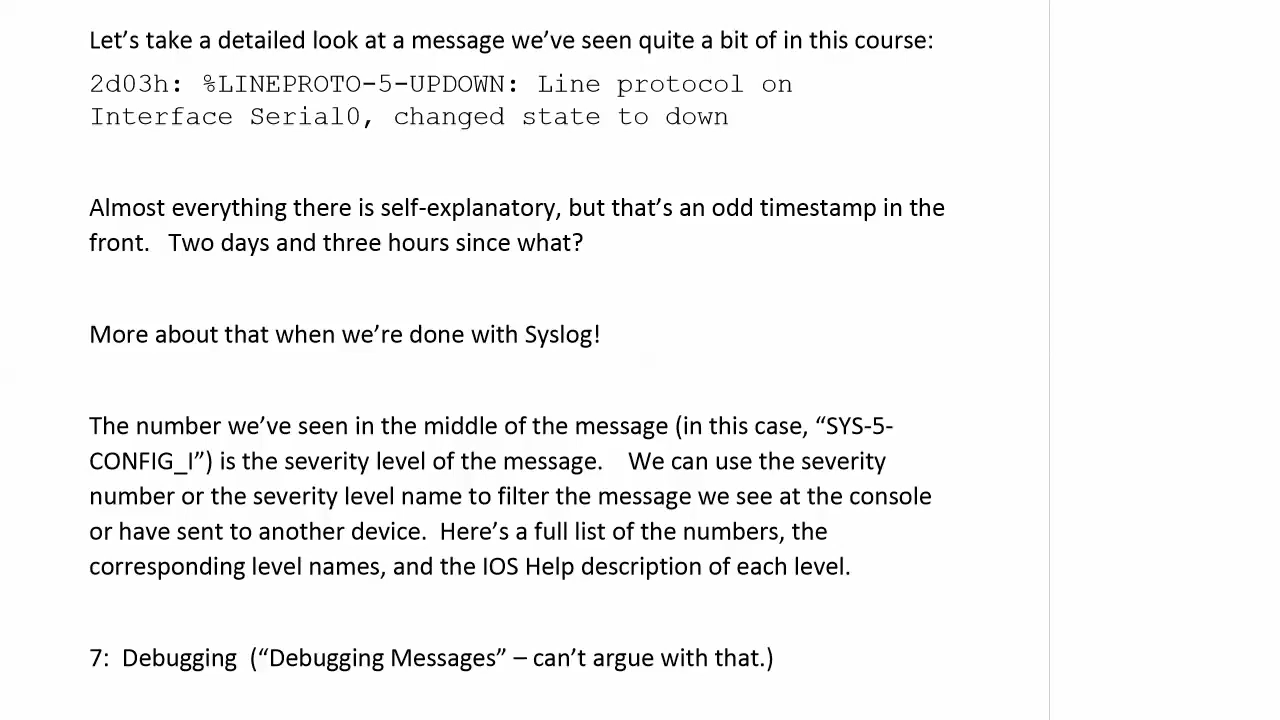 Let’s take a detailed look at a message we’ve seen quite a bit of in this course:
2d03h: %LINEPROTO-5-UPDOWN: Line protocol on
Interface Serial0, changed state to down
Almost everything there is self-explanatory, but that’s an odd timestamp in the
front.   Two days and three hours since what?
More about that when we’re done with Syslog!
The number we’ve seen in the middle of the message (in this case, “SYS-5-
CONFIG_I”) is the severity level of the message.    We can use the severity
number or the severity level name to filter the message we see at the console
or have sent to another device.  Here’s a full list of the numbers, the
corresponding level names, and the IOS Help description of each level.
7:  Debugging  (“Debugging Messages” – can’t argue with that.)